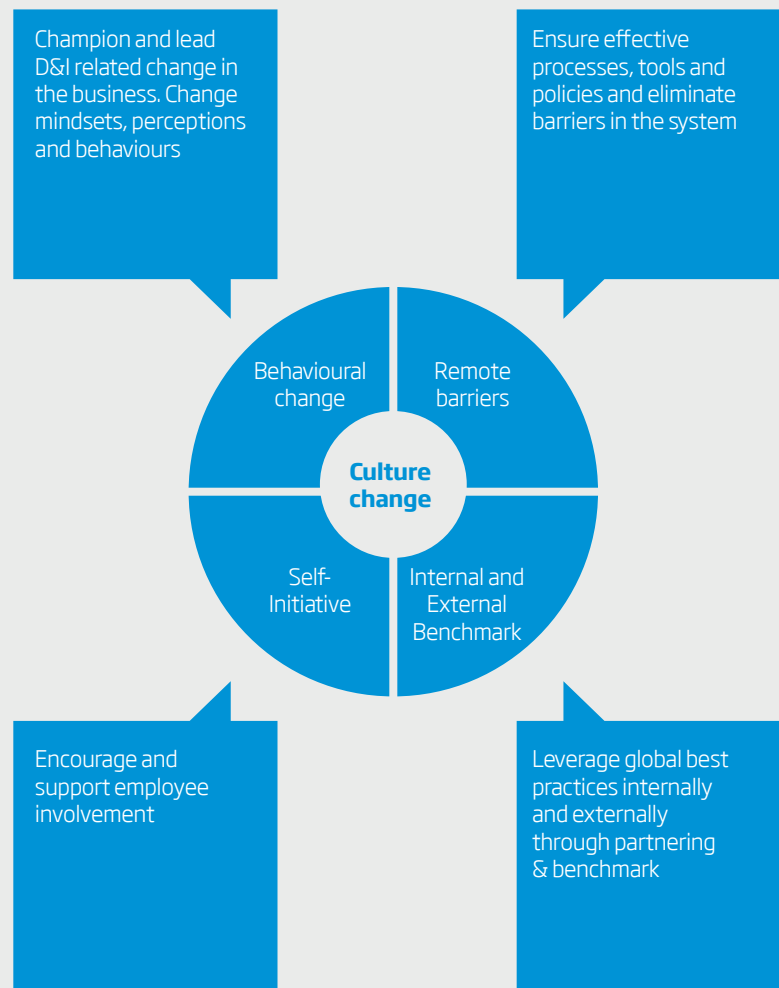 Champion and lead
D&I related change in
the business. Change
mindsets, perceptions
and behaviours
Ensure effective
processes, tools and
policies and eliminate
barriers in the system
Behavioural
change
Remote
barriers
Culture
change
Self-
Initiative
Internal and
External
Benchmark
Encourage and
support employee
involvement
Leverage global best
practices internally
and externally
through partnering
& benchmark